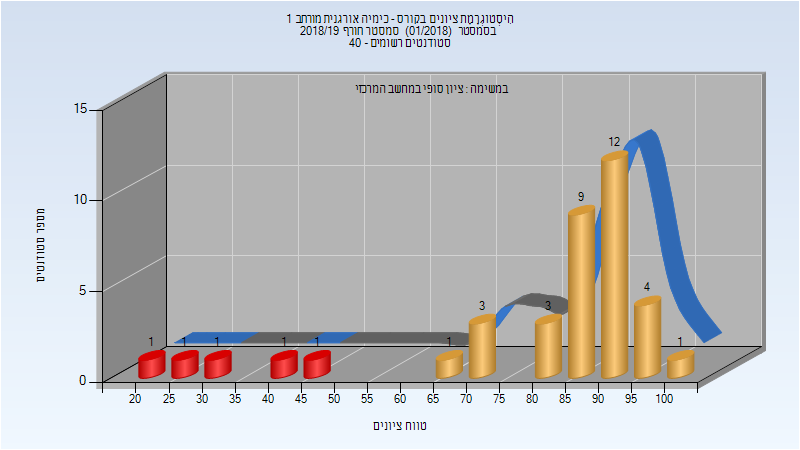 היסטוגרמת ציונים בקורס - כימיה אורגנית מורחב 1
בסמסטר (01/2018) סמסטר חורף 2018/19
סטודנטים רשומים - 40
במשימה : ציון סופי במחשב המרכזי
15
10
5
0
מספר סטודנטים
1 1 1 1 1 1 3 3 9 12 4 1
20 25 30 35 40 45 50 55 60 65 70 75 80 85 90 95 100
טווח ציונים